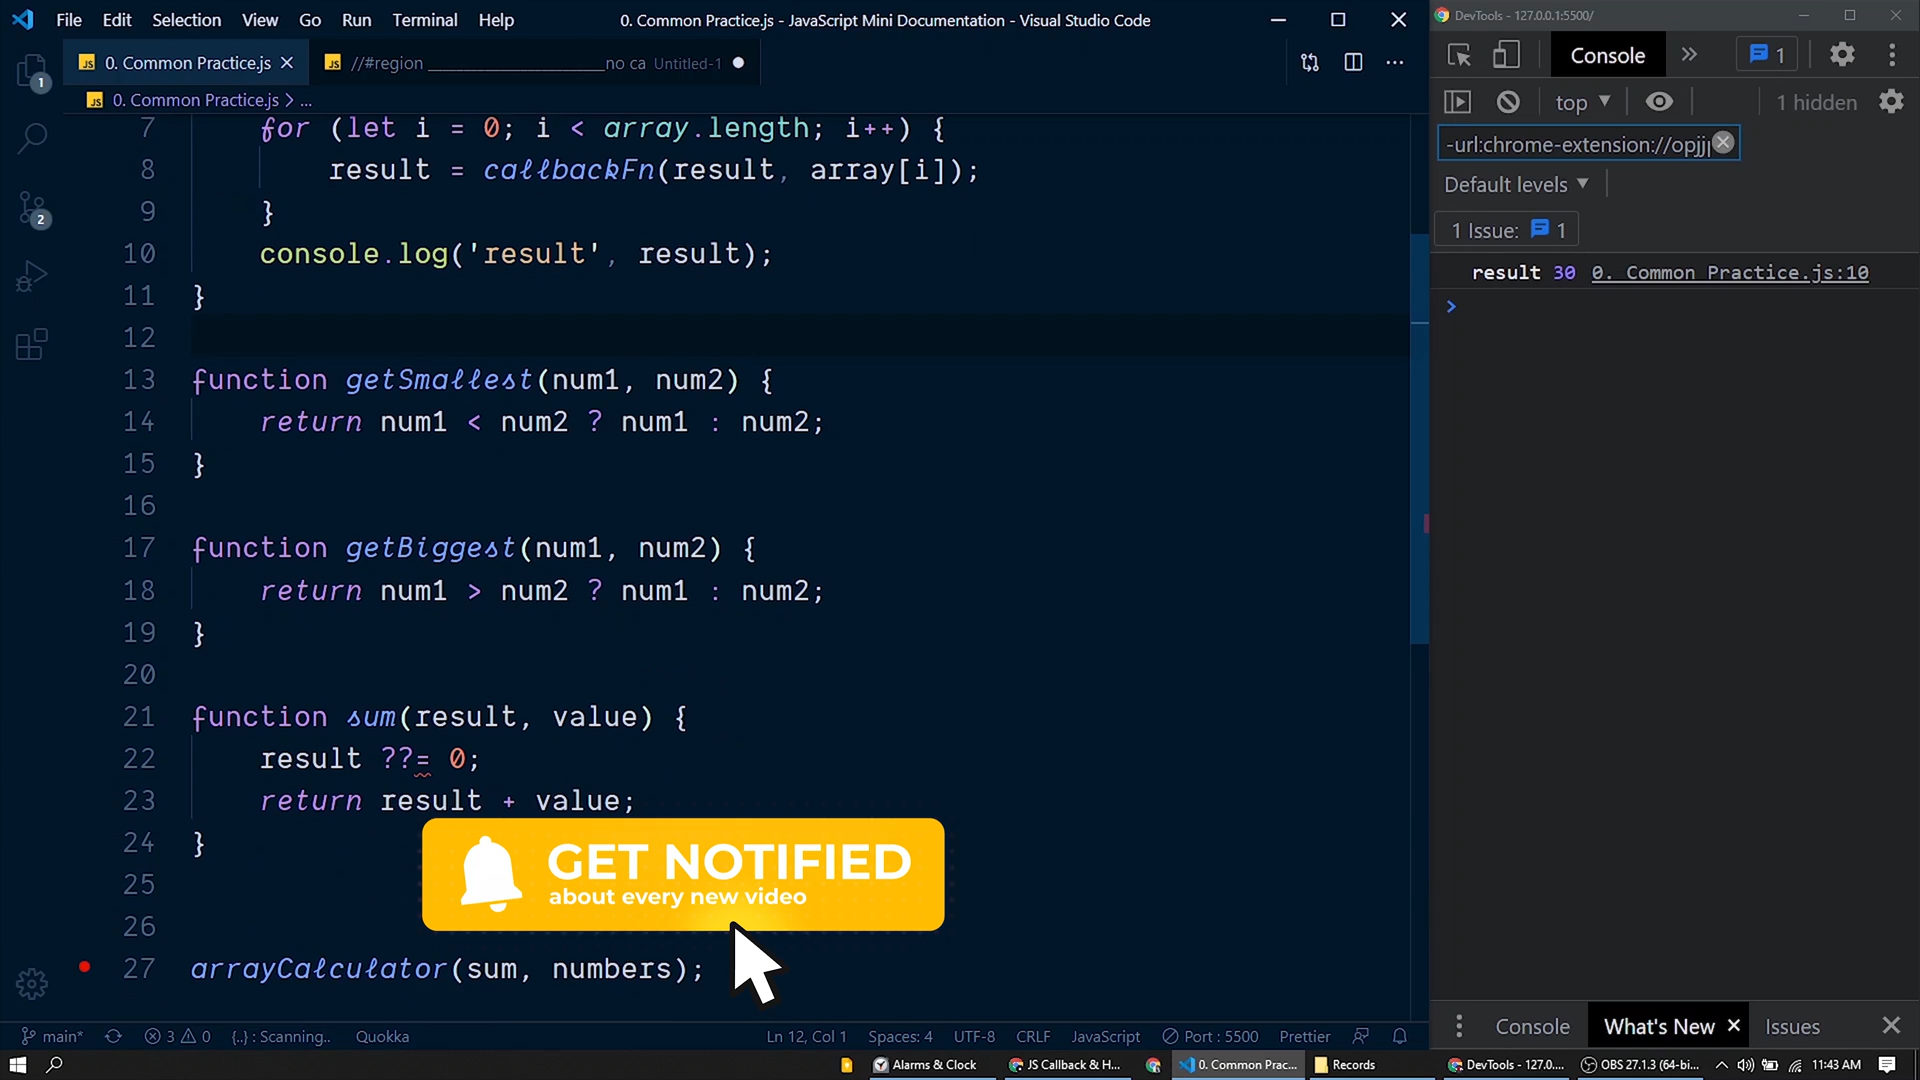 File Edit Selection View Go Run Terminal Help
0. Common Practice.js - JavaScript Mini Documentation - Visual Studio Code
JS 0. Common Practice.js
JS //#region ____________________no ca Untitled-1
JS 0. Common Practice.js > ...
7 for (let i = 0; i < array.length; i++) {
8 result = callbackFn(result, array[i]);
9 }
10 console.log('result', result);
11 }
12
13 function getSmallest(num1, num2) {
14 return num1 < num2 ? num1 : num2;
15 }
16
17 function getBiggest(num1, num2) {
18 return num1 > num2 ? num1 : num2;
19 }
20
21 function sum(result, value) {
22 result ??= 0;
23 return result + value;
24 }
25
26
27 arrayCalculator(sum, numbers);
1
2
GET NOTIFIED
about every new video
main* 3 0 {..} : Scanning.. Quokka
Ln 12, Col 1 Spaces: 4 UTF-8 CRLF JavaScript Port : 5500 Prettier
DevTools - 127.0.0.1:5500/
Console » 1
top 1 hidden
-url:chrome-extension://opjj
Default levels
1 Issue: 1
result 30 0. Common Practice.js:10
>
Console What's New Issues
Alarms & Clock JS Callback & H... 0. Common Prac... Records DevTools - 127.0.... OBS 27.1.3 (64-bi... 11:43 AM